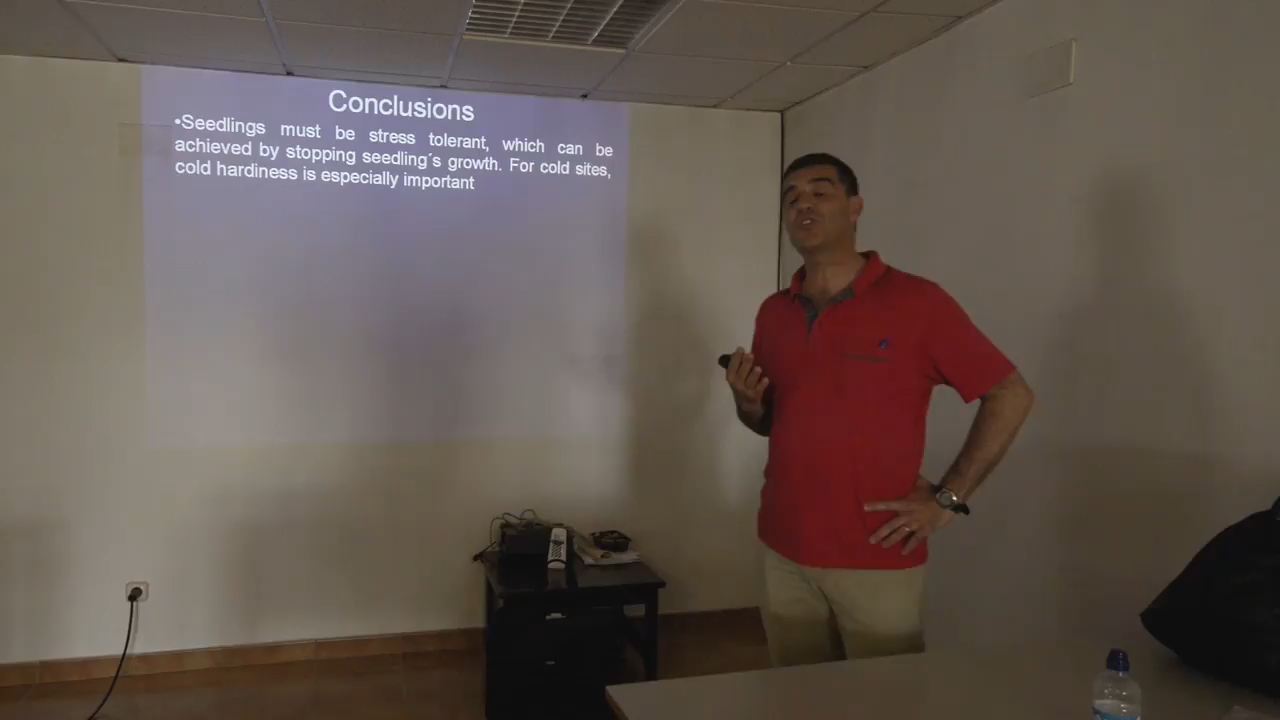 Conclusions
•Seedlings must be stress tolerant, which can be
achieved by stopping seedling´s growth. For cold sites,
cold hardiness is especially important